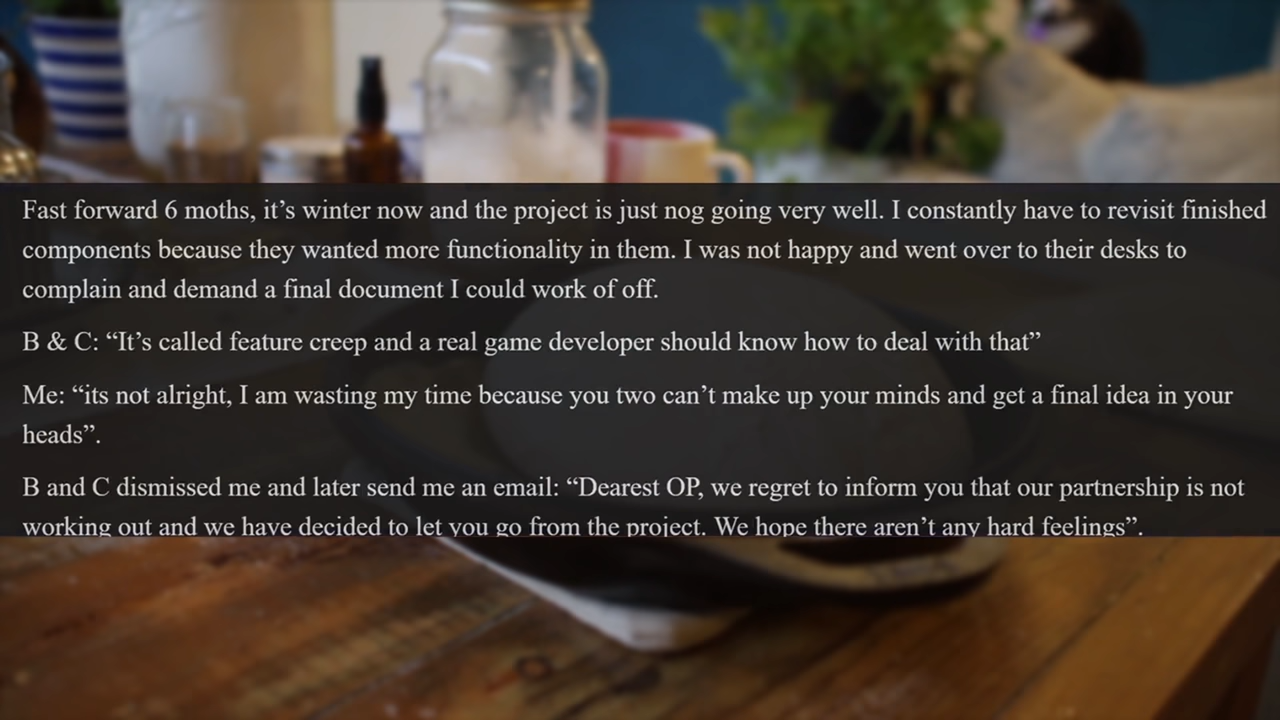 Fast forward 6 moths, it’s winter now and the project is just nog going very well. I constantly have to revisit finished
components because they wanted more functionality in them. I was not happy and went over to their desks to
complain and demand a final document I could work of off.
B & C: “It’s called feature creep and a real game developer should know how to deal with that”
Me: “its not alright, I am wasting my time because you two can’t make up your minds and get a final idea in your
heads”.
B and C dismissed me and later send me an email: “Dearest OP, we regret to inform you that our partnership is not
working out and we have decided to let you go from the project. We hope there aren’t any hard feelings”.